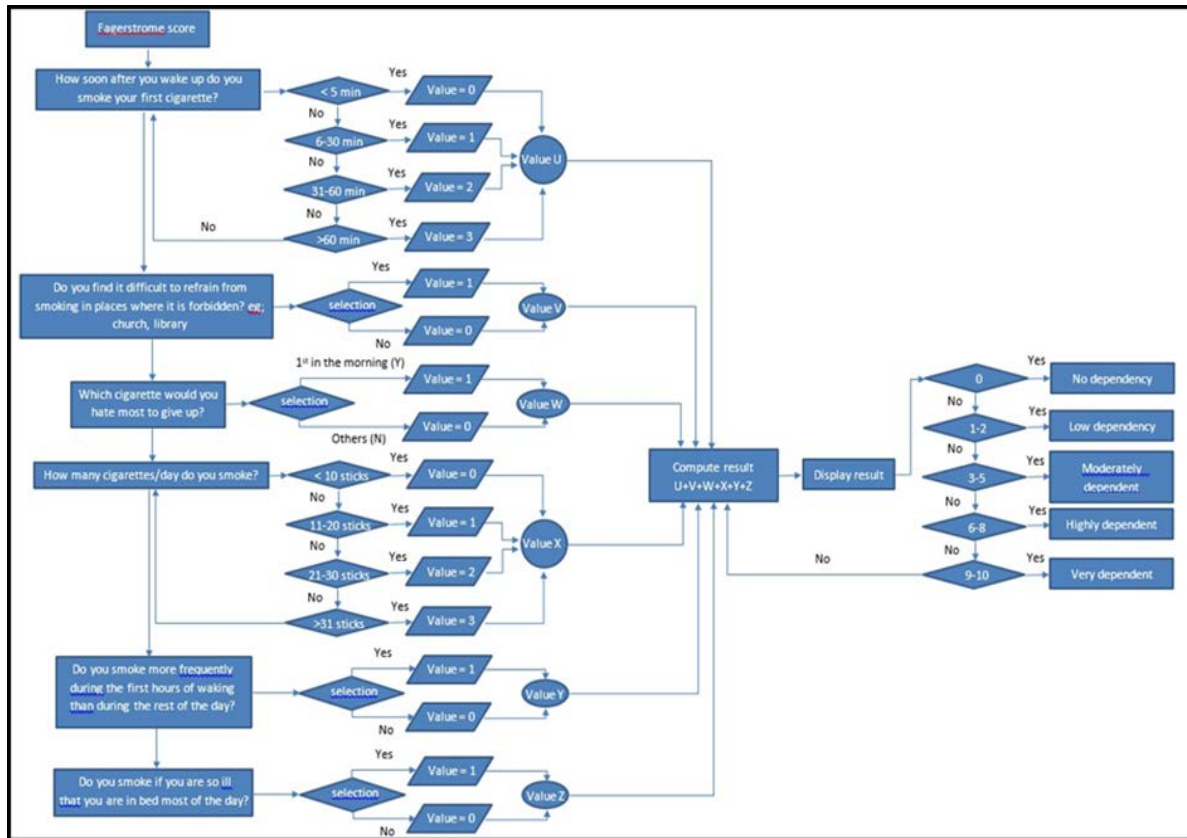 Fagerstrome score
How soon after you wake up do you
smoke your first cigarette?
< 5 min
Yes
Value = 0
No
6-30 min
Yes
Value = 1
No
31-60 min
Yes
Value = 2
No
>60 min
Yes
Value = 3
No
Value U
Do you find it difficult to refrain from
smoking in places where it is forbidden? eg;
church, library
selection
Yes
Value = 1
No
Value = 0
Value V
Which cigarette would you
hate most to give up?
selection
1st in the morning (Y)
Value = 1
Others (N)
Value = 0
Value W
How many cigarettes/day do you smoke?
< 10 sticks
Yes
Value = 0
No
11-20 sticks
Yes
Value = 1
No
21-30 sticks
Yes
Value = 2
No
>31 sticks
Yes
Value = 3
Value X
Do you smoke more frequently
during the first hours of waking
than during the rest of the day?
selection
Yes
Value = 1
No
Value = 0
Value Y
Do you smoke if you are so ill
that you are in bed most of the day?
selection
Yes
Value = 1
No
Value = 0
Value Z
Compute result
U+V+W+X+Y+Z
Display result
0
Yes
No dependency
No
1-2
Yes
Low dependency
No
3-5
Yes
Moderately
dependent
No
6-8
Yes
Highly dependent
No
9-10
Yes
Very dependent
No